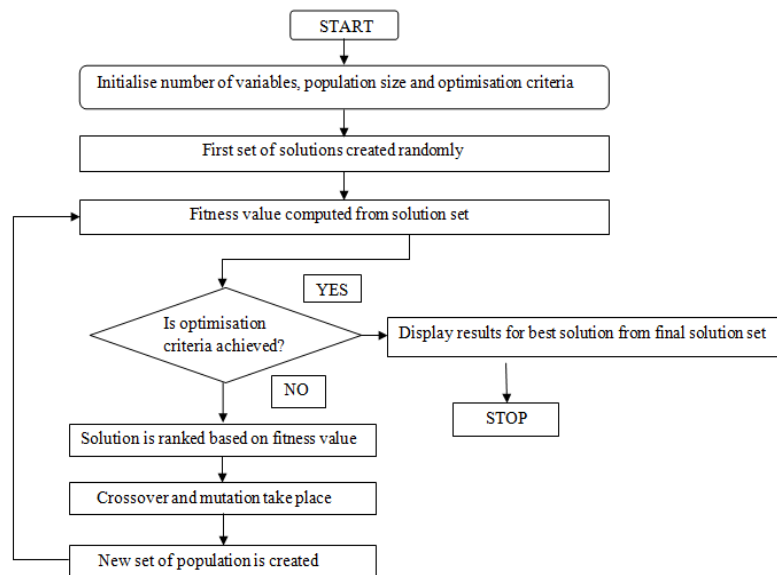 START
Initialise number of variables, population size and optimisation criteria
First set of solutions created randomly
Fitness value computed from solution set
YES
Is optimisation
criteria achieved?
Display results for best solution from final solution set
NO
STOP
Solution is ranked based on fitness value
Crossover and mutation take place
New set of population is created